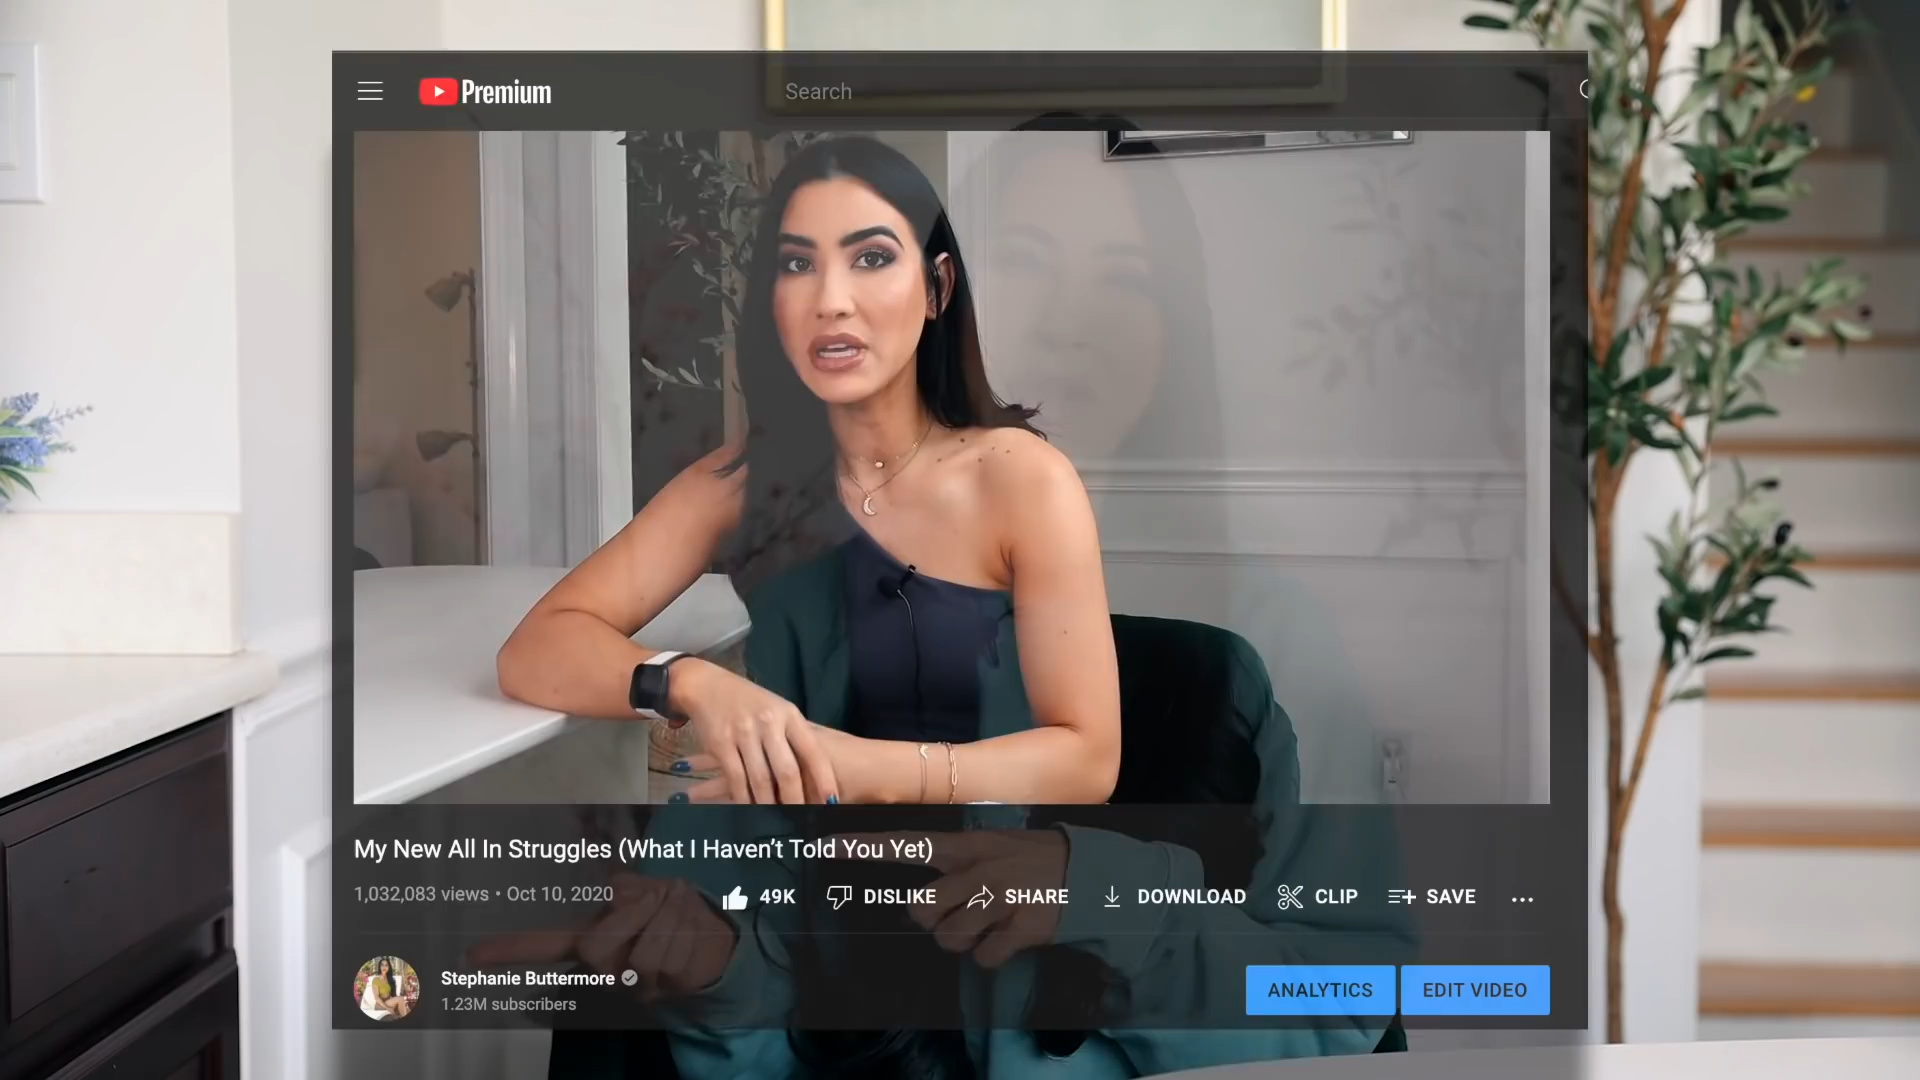 Premium
Search
My New All In Struggles (What I Haven’t Told You Yet)
1,032,083 views • Oct 10, 2020
49K
DISLIKE
SHARE
DOWNLOAD
CLIP
SAVE
Stephanie Buttermore
1.23M subscribers
ANALYTICS
EDIT VIDEO